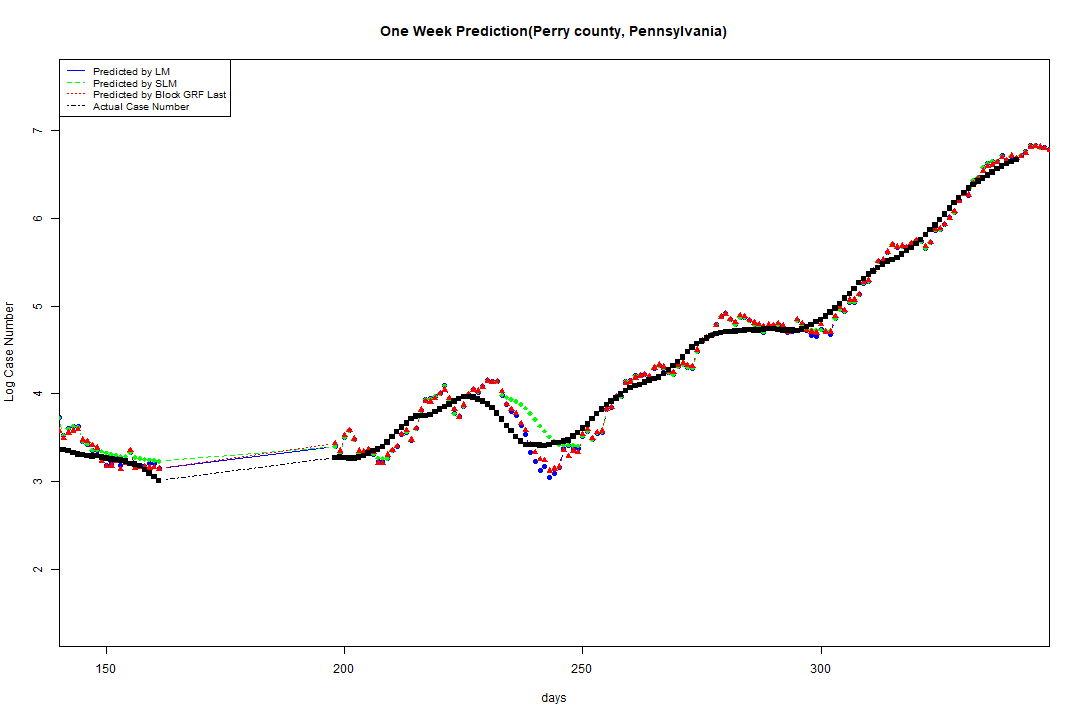 One Week Prediction(Perry county, Pennsylvania)
Predicted by LM
Predicted by SLM
Predicted by Block GRF Last
Actual Case Number
7
6
5
4
3
2
Log Case Number
150
200
250
300
days